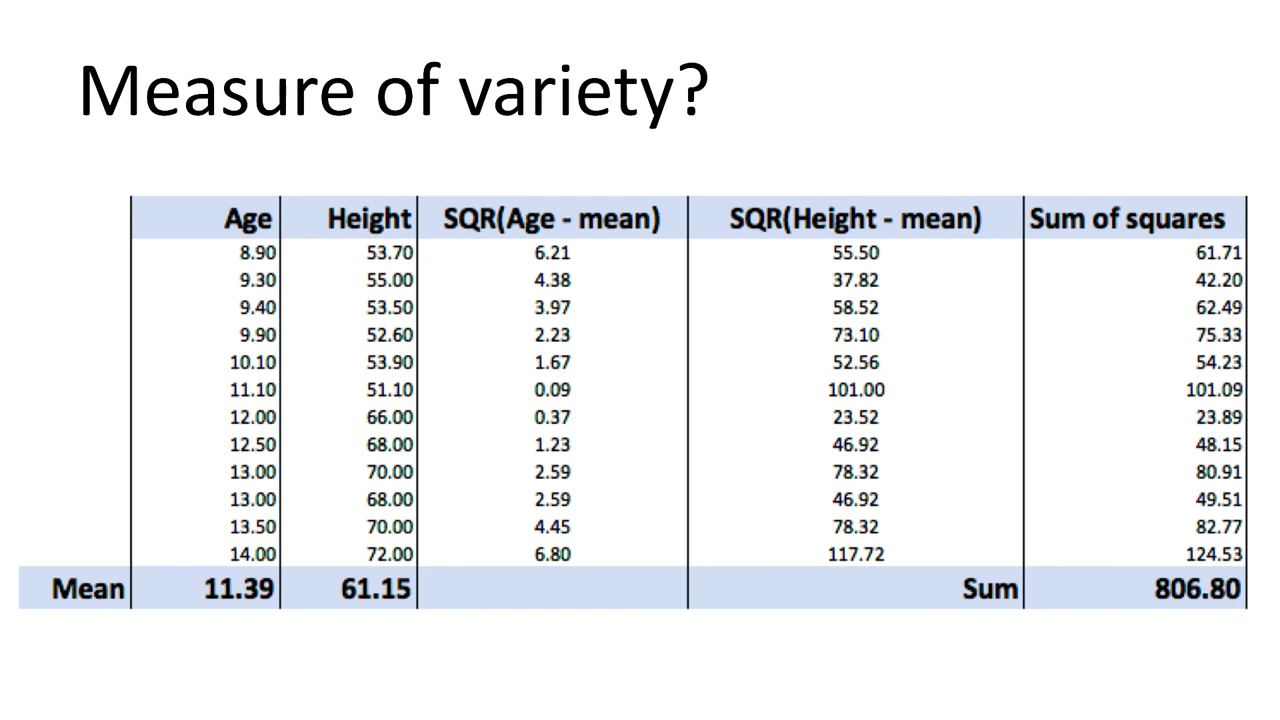 Measure of variety?
Age Height SQR(Age - mean) SQR(Height - mean) Sum of squares
8.90 53.70 6.21 55.50 61.71
9.30 55.00 4.38 37.82 42.20
9.40 53.50 3.97 58.52 62.49
9.90 52.60 2.23 73.10 75.33
10.10 53.90 1.67 52.56 54.23
11.10 51.10 0.09 101.00 101.09
12.00 66.00 0.37 23.52 23.89
12.50 68.00 1.23 46.92 48.15
13.00 70.00 2.59 78.32 80.91
13.00 68.00 2.59 46.92 49.51
13.50 70.00 4.45 78.32 82.77
14.00 72.00 6.80 117.72 124.53
Mean 11.39 61.15 Sum 806.80